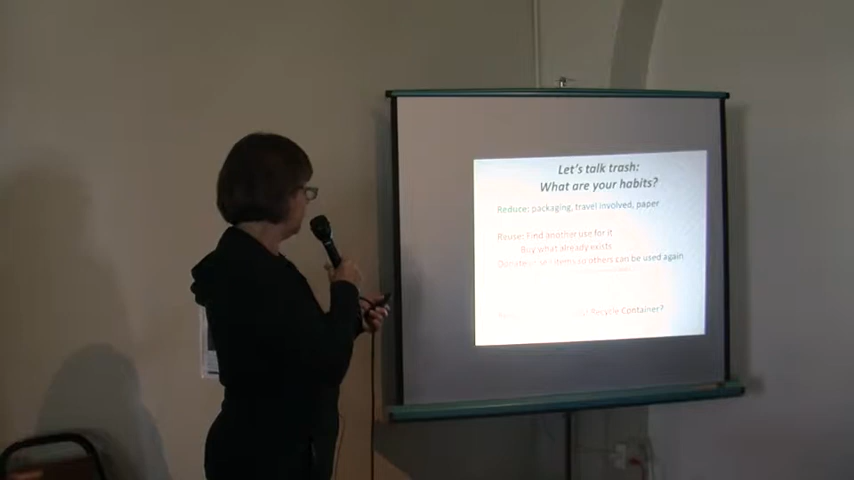 Let's talk trash:
What are your habits?
Reduce: packaging, travel involved, paper
Reuse: Find another use for it
Buy what already exists
items so others can be used again
Recycle Container?